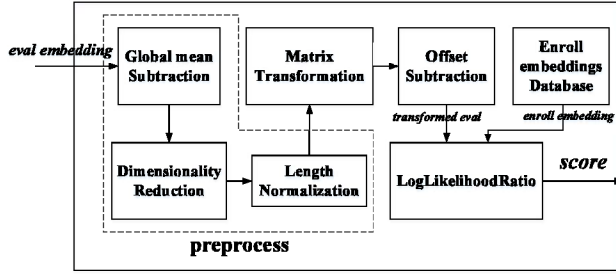 eval embedding
Global mean
Subtraction
Matrix
Transformation
Offset
Subtraction
Enroll
embeddings
Database
transformed eval
enroll embedding
Dimensionality
Reduction
Length
Normalization
LogLikelihoodRatio
score
preprocess